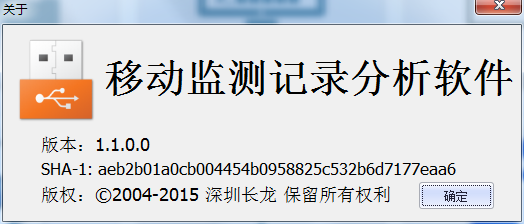 关于
移动监测记录分析软件
版本：1.1.0.0
SHA-1: aeb2b01a0cb004454b0958825c532b6d7177eaa6
版权：©2004-2015 深圳长龙 保留所有权利
确定